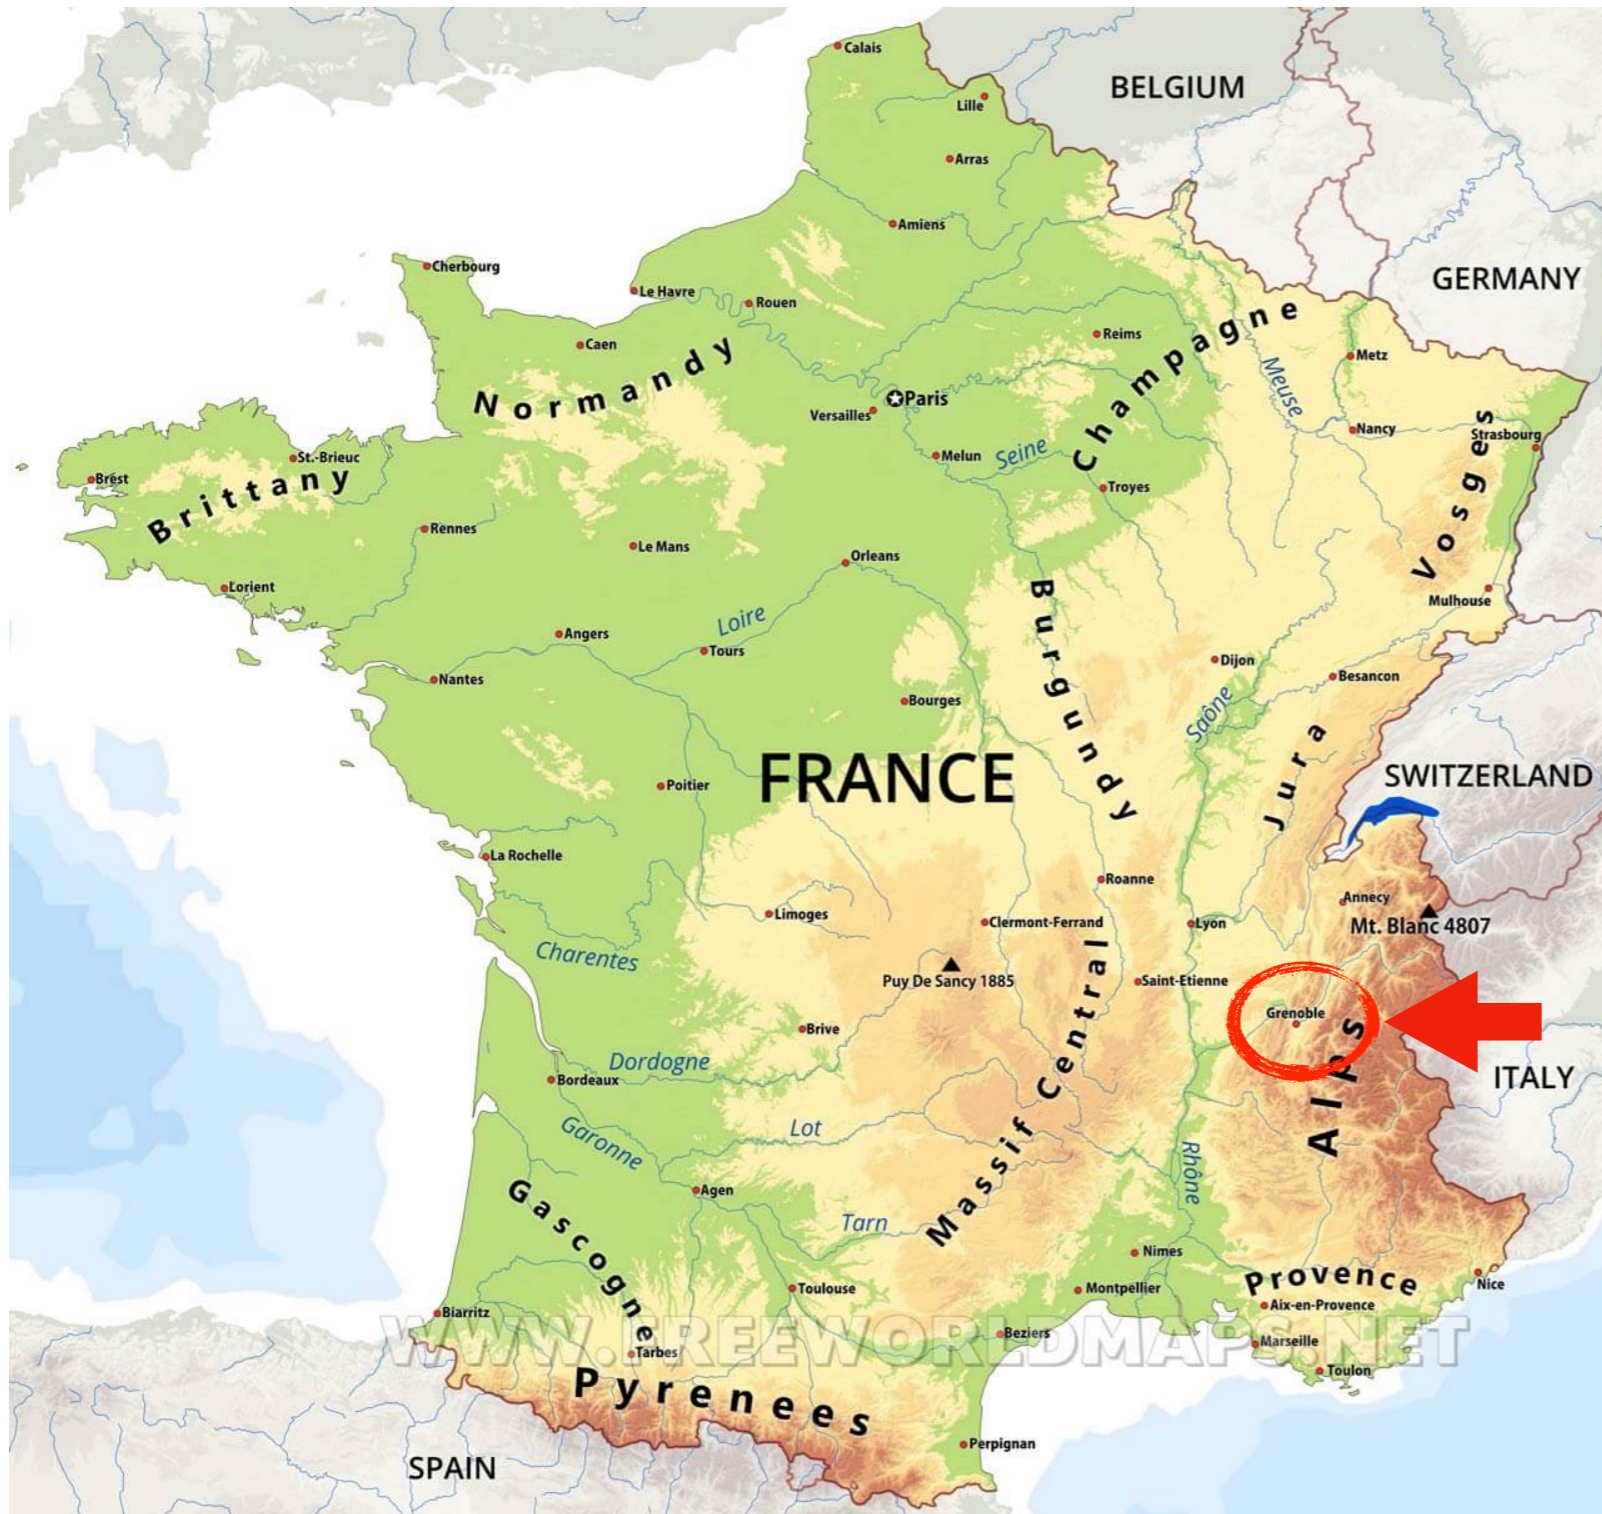 Calais
BELGIUM
Lille
Arras
Amiens
Cherbourg
GERMANY
Le Havre
Rouen
Reims
Caen
Metz
Normandy
Champagne
Meuse
Paris
Versailles
Nancy
Strasbourg
Seine
Melun
St.-Brieuc
Brest
Troyes
Brittany
Vosges
Rennes
Le Mans
Orleans
Lorient
Burgundy
Mulhouse
Loire
Angers
Tours
Dijon
Besancon
Nantes
Bourges
Saône
Jura
FRANCE
SWITZERLAND
Poitier
La Rochelle
Roanne
Annecy
Limoges
Clermont-Ferrand
Lyon
Mt. Blanc 4807
Charentes
Puy De Sancy 1885
Saint-Etienne
Massif Central
Grenoble
Brive
Alps
Dordogne
Bordeaux
ITALY
Garonne
Lot
Rhône
Gascogne
Agen
Tarn
Nimes
Provence
Toulouse
Montpellier
Nice
Aix-en-Provence
Biarritz
Beziers
Marseille
WWW.FREEWORLDMAPS.NET
Tarbes
Toulon
Pyrenees
Perpignan
SPAIN